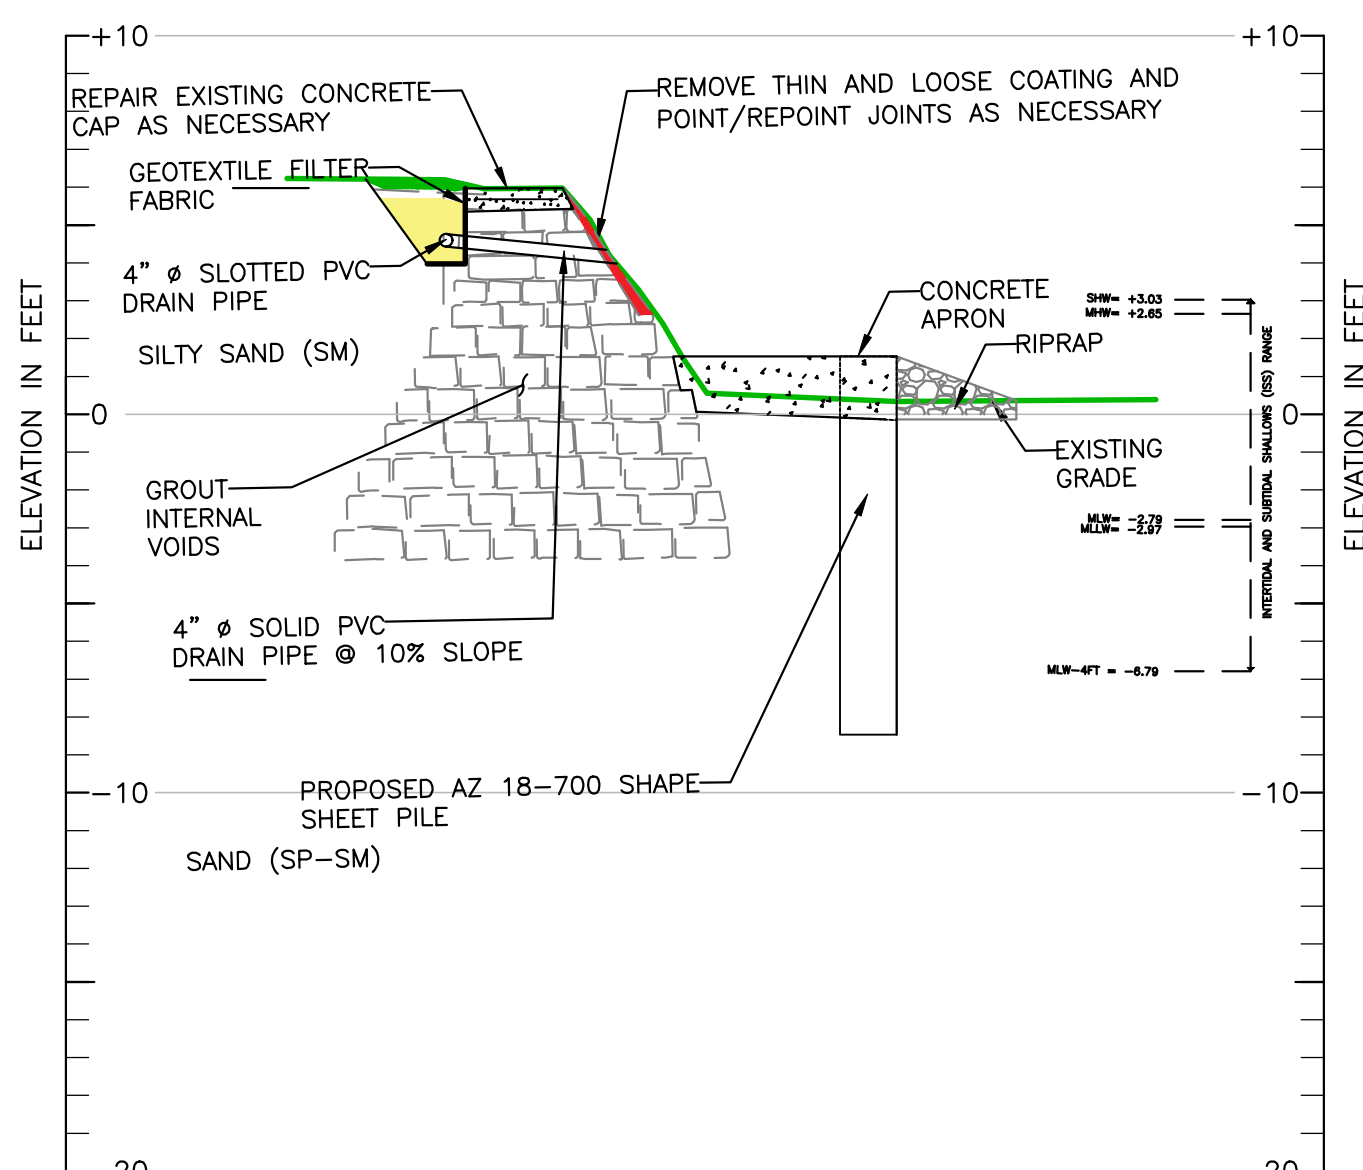 +10
+10
REPAIR EXISTING CONCRETE
CAP AS NECESSARY
REMOVE THIN AND LOOSE COATING AND
POINT/REPOINT JOINTS AS NECESSARY
GEOTEXTILE FILTER
FABRIC
4" ø SLOTTED PVC
DRAIN PIPE
SILTY SAND (SM)
CONCRETE
APRON
RIPRAP
SHW= +3.03
MHW= +2.65
ELEVATION IN FEET
INTERTIDAL AND SUBTIDAL SHALLOWS (ISS) RANGE
ELEVATION IN FEET
0
0
EXISTING
GRADE
GROUT
INTERNAL
VOIDS
MLW= -2.79
MLLW= -2.97
4" ø SOLID PVC
DRAIN PIPE @ 10% SLOPE
MLW-4FT = -6.79
-10
-10
PROPOSED AZ 18-700 SHAPE
SHEET PILE
SAND (SP-SM)
-20
-20